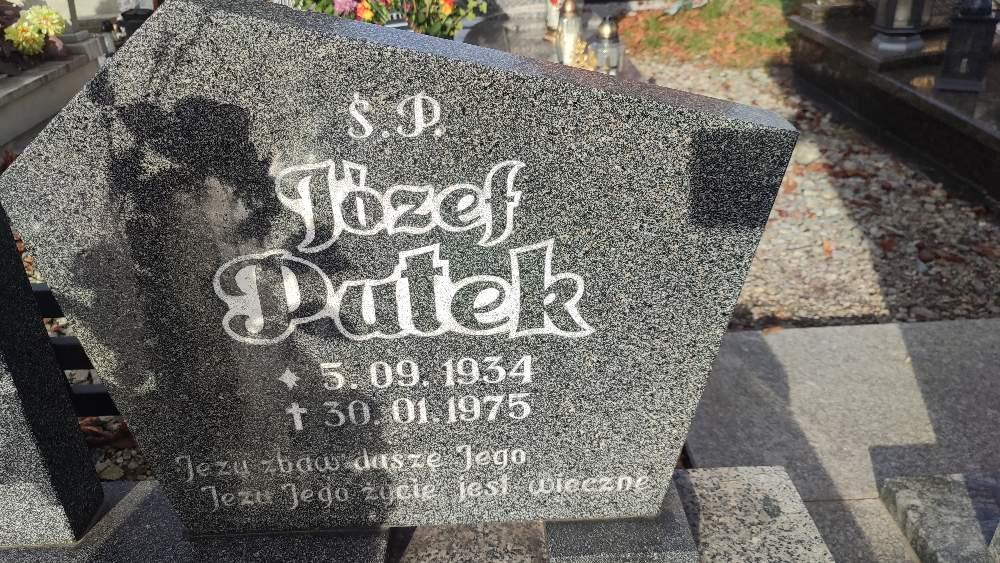 Ś.P.
Józef
Putek
5.09.1934
30.01.1975
Jezu zbaw duszę Jego
Jezu Jego życie jest wieczne